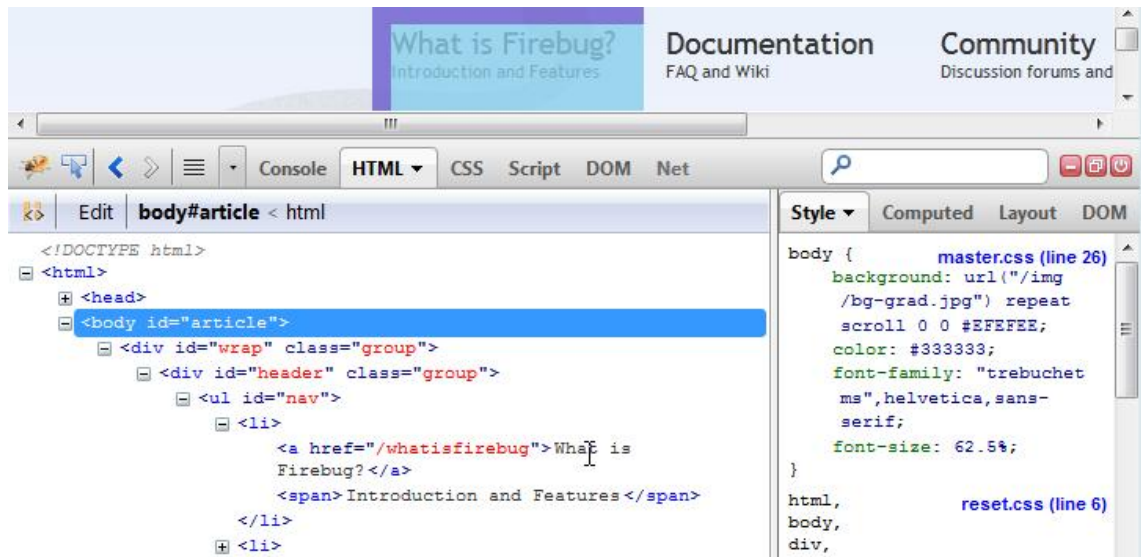 What is Firebug? Documentation Community
Introduction and Features FAQ and Wiki Discussion forums and
Console HTML CSS Script DOM Net
Edit body#article < html
Style Computed Layout DOM
<!DOCTYPE html>
<html>
<head>
<body id="article">
<div id="wrap" class="group">
<div id="header" class="group">
<ul id="nav">
<li>
<a href="/whatisfirebug">What is
Firebug?</a>
<span>Introduction and Features</span>
</li>
<li>
body { master.css (line 26)
background: url("/img
/bg-grad.jpg") repeat
scroll 0 0 #EFEFEE;
color: #333333;
font-family: "trebuchet
ms",helvetica,sans-
serif;
font-size: 62.5%;
}
html, reset.css (line 6)
body,
div,